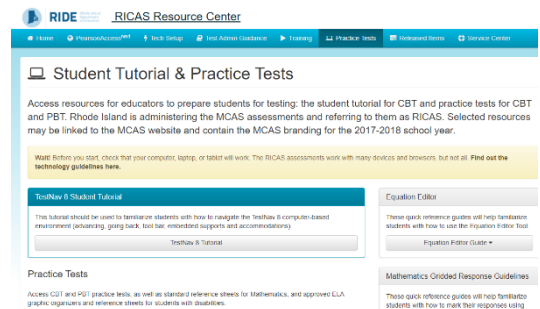 RIDE RICAS Resource Center
Home PearsonAccessnext Tech Setup Test Admin Guidance Training Practice Tests Released Items Service Center
Student Tutorial & Practice Tests
Access resources for educators to prepare students for testing: the student tutorial for CBT and practice tests for CBT
and PBT. Rhode Island is administering the MCAS assessments and referring to
them as RICAS. Selected resources
may be linked to the MCAS website and contain the MCAS branding for the 2017-2018 school year.
Wait! Before you start, check that your computer, laptop, or tablet will work. The RICAS assessments work with many devices and browsers, but not all. Find out the
technology guidelines here.
TestNav 8 Student Tutorial
This tutorial should be used to familiarize students with how to navigate the TestNav 8 computer-based
environment (advancing, going back, tool bar, embedded supports and accommodations)
TestNav 8 Tutorial
Practice Tests
Access CBT and PBT practice tests, as well as standard reference sheets for Mathematics, and approved ELA
graphic organizers and reference sheets for students with disabilities.
Equation Editor
These quick reference guides will help familiarize
students with how to use the Equation Editor Tool
Equation Editor Guide
Mathematics Gridded Response Guidelines
These quick reference guides will help familiarize
students with how to mark their responses using